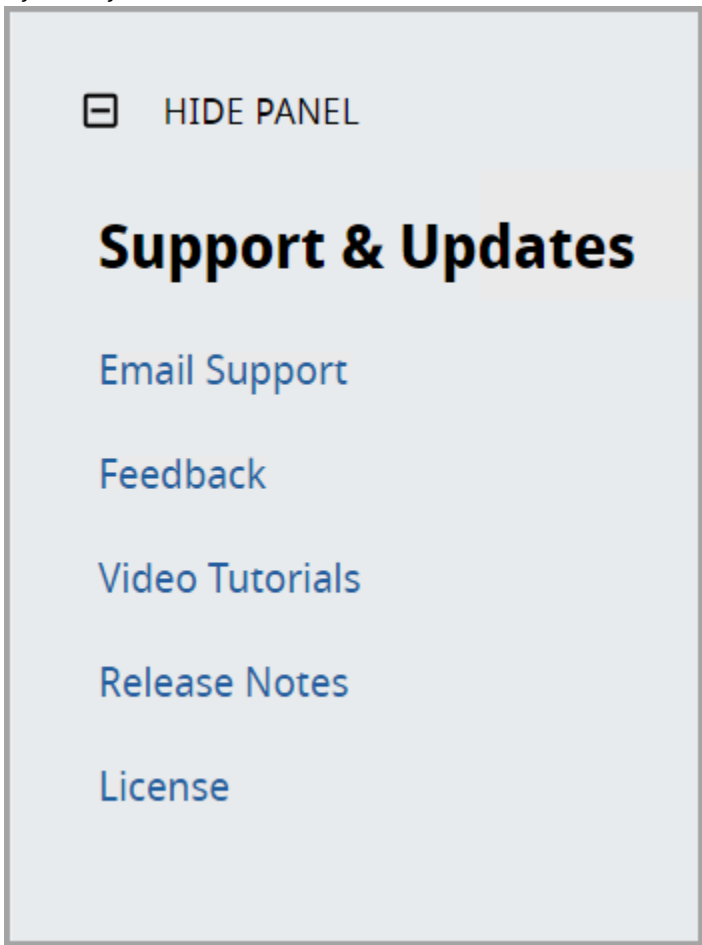 HIDE PANEL
Support & Updates
Email Support
Feedback
Video Tutorials
Release Notes
License